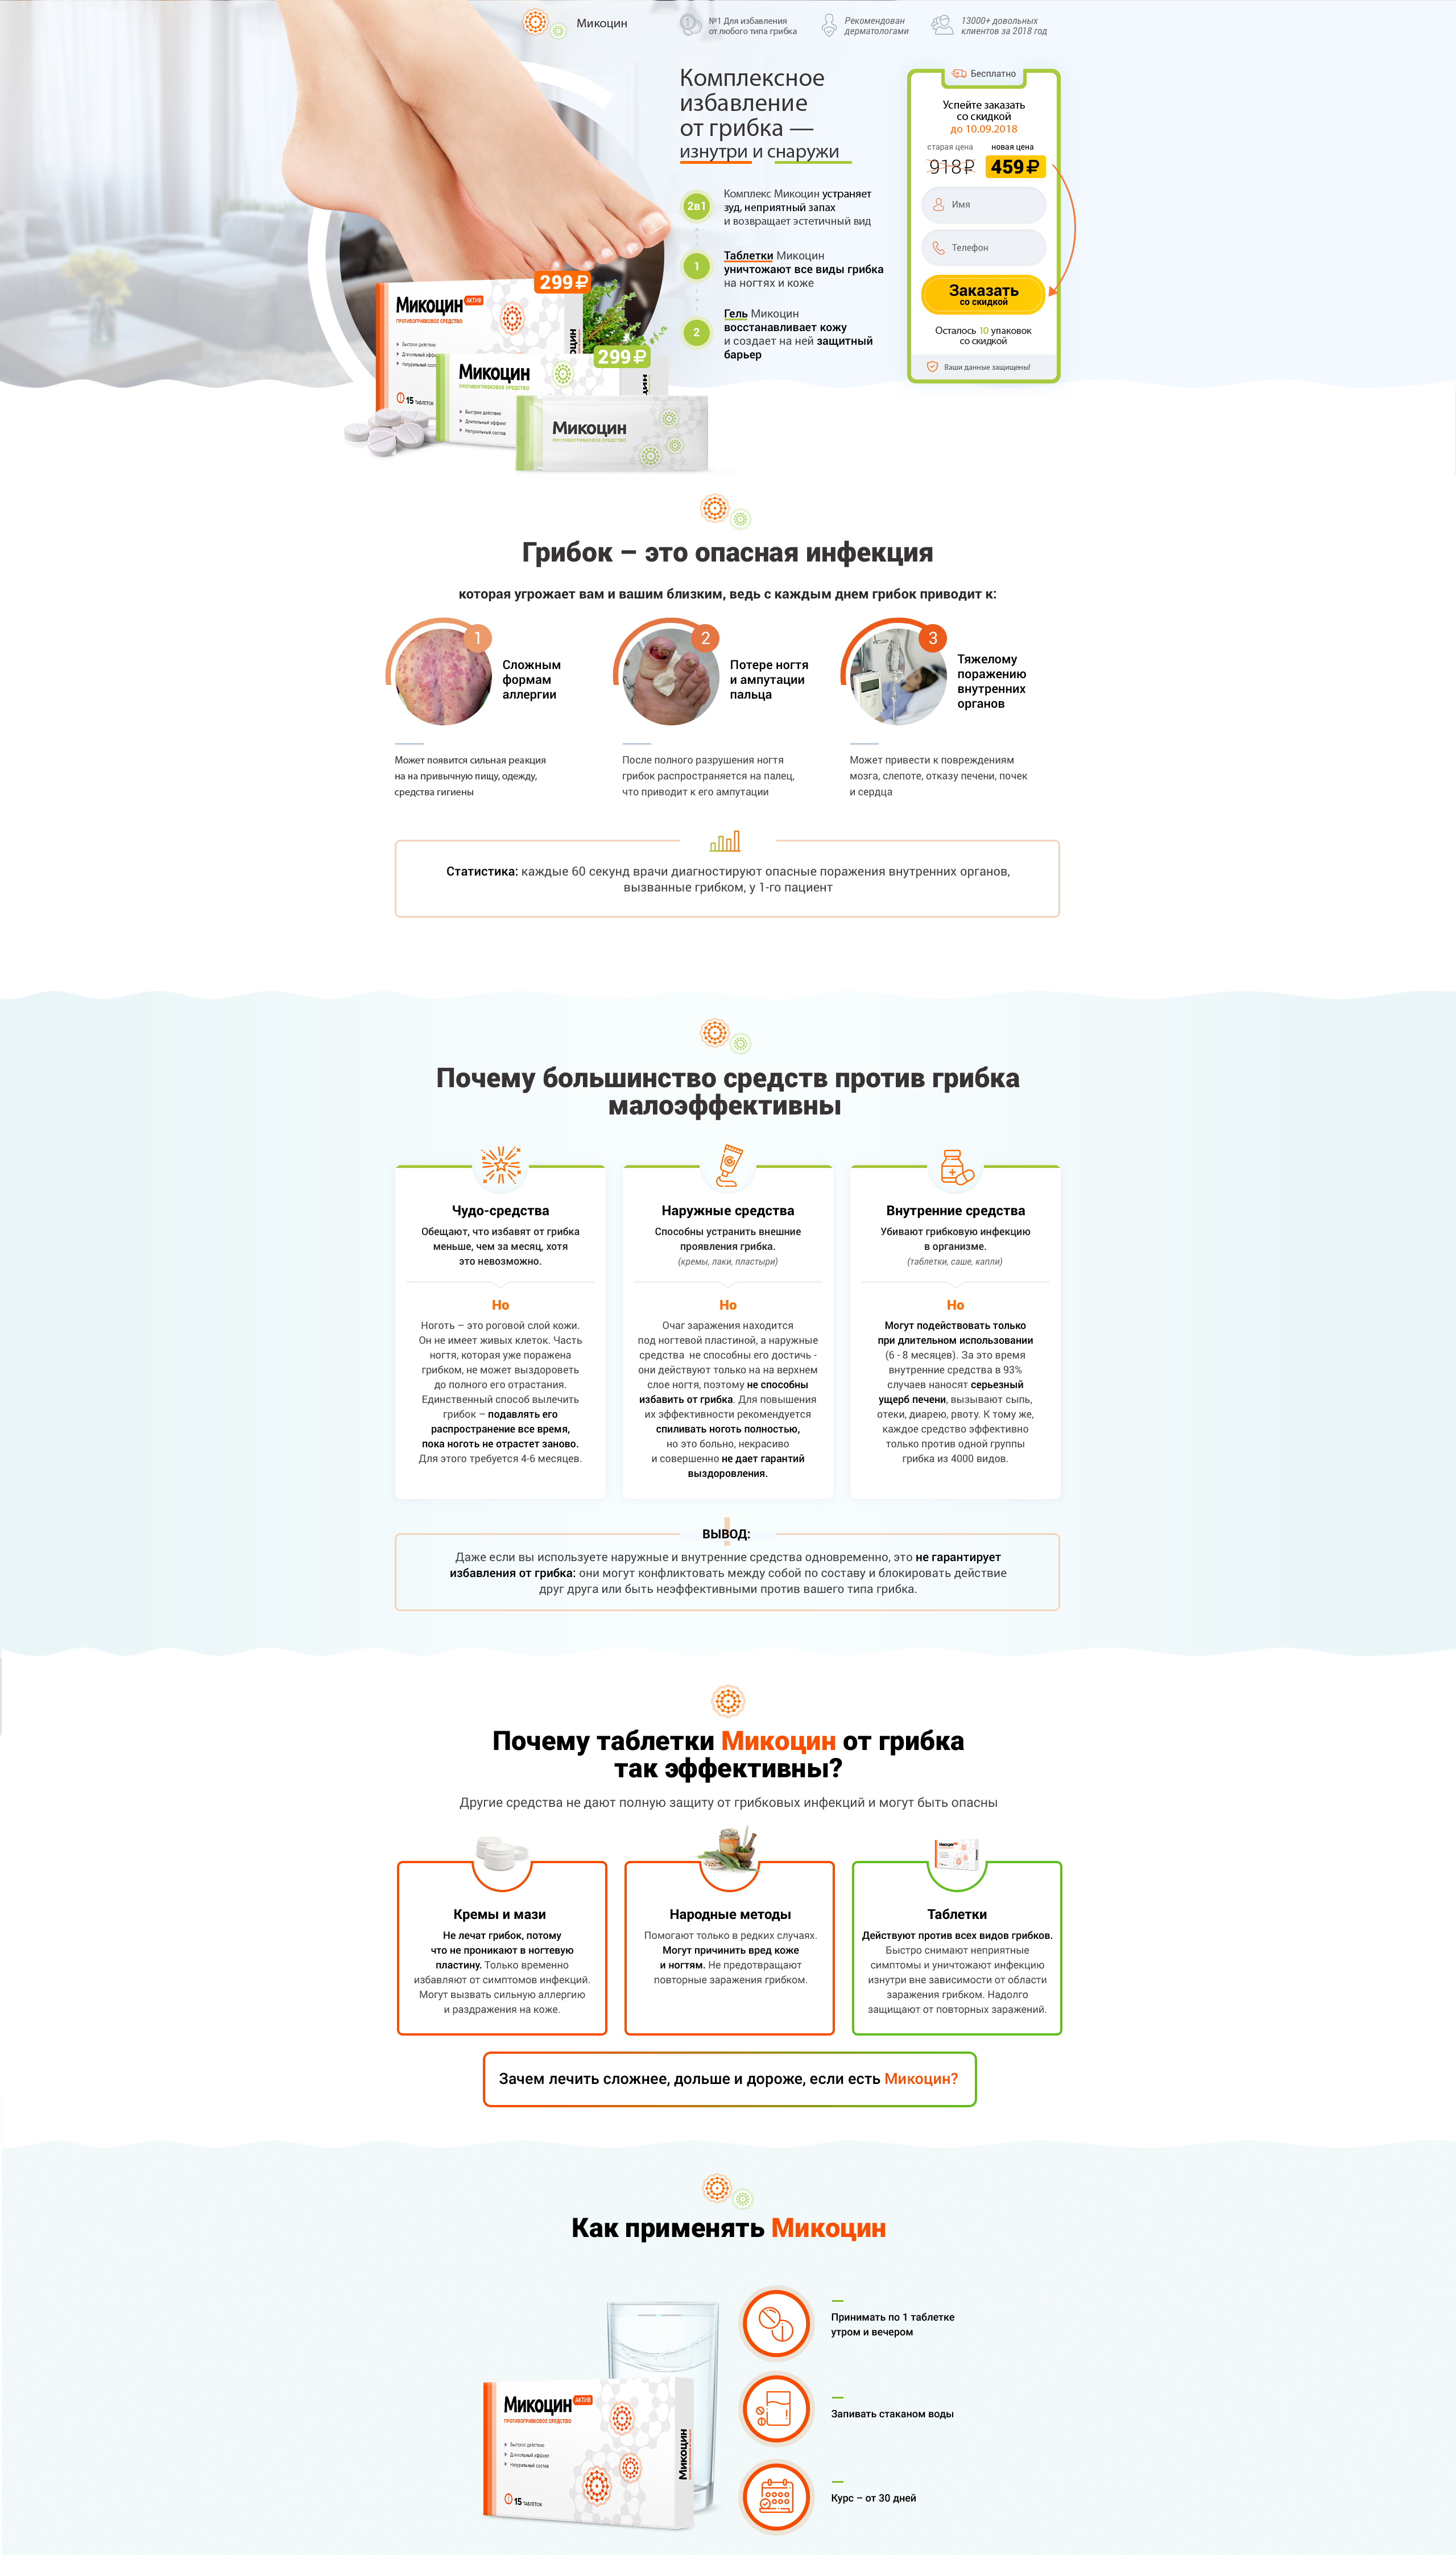 Микоцин
№1 Для избавления
от любого типа грибка
Рекомендован
дерматологами
13000+ довольных
клиентов за 2018 год
Комплексное
избавление
от грибка —
изнутри и снаружи
2в1
Комплекс Микоцин устраняет
зуд, неприятный запах
и возвращает эстетичный вид
1
Таблетки Микоцин
уничтожают все виды грибка
на ногтях и коже
2
Гель Микоцин
восстанавливает кожу
и создает на ней защитный
барьер
Бесплатно
Успейте заказать
со скидкой
до 10.09.2018
старая цена
новая цена
918 ₽
459 ₽
Имя
Телефон
Заказать
со скидкой
Осталось 10 упаковок
со скидкой
Ваши данные защищены!
299 ₽
Микоцин АКТИВ
ПРОТИВОГРИБКОВОЕ СРЕДСТВО
Быстрое действие
15 ТАБЛЕТОК
299 ₽
Микоцин
ПРОТИВОГРИБКОВОЕ СРЕДСТВО
Быстрое действие
Длительный эффект
Натуральный состав
Микоцин
ПРОТИВОГРИБКОВОЕ СРЕДСТВО
Грибок – это опасная инфекция
которая угрожает вам и вашим близким, ведь с каждым днем грибок приводит к:
1
Сложным
формам
аллергии
Может появится сильная реакция
на на привычную пищу, одежду,
средства гигиены
2
Потере ногтя
и ампутации
пальца
После полного разрушения ногтя
грибок распространяется на палец,
что приводит к его ампутации
3
Тяжелому
поражению
внутренних
органов
Может привести к повреждениям
мозга, слепоте, отказу печени, почек
и сердца
Статистика: каждые 60 секунд врачи диагностируют опасные поражения внутренних органов,
вызванные грибком, у 1-го пациент
Почему большинство средств против грибка
малоэффективны
Чудо-средства
Обещают, что избавят от грибка
меньше, чем за месяц, хотя
это невозможно.
Но
Ноготь – это роговой слой кожи.
Он не имеет живых клеток. Часть
ногтя, которая уже поражена
грибком, не может выздороветь
до полного его отрастания.
Единственный способ вылечить
грибок – подавлять его
распространение все время,
пока ноготь не отрастет заново.
Для этого требуется 4-6 месяцев.
Наружные средства
Способны устранить внешние
проявления грибка.
(кремы, лаки, пластыри)
Но
Очаг заражения находится
под ногтевой пластиной, а наружные
средства не способны его достичь -
они действуют только на на верхнем
слое ногтя, поэтому не способны
избавить от грибка. Для повышения
их эффективности рекомендуется
спиливать ноготь полностью,
но это больно, некрасиво
и совершенно не дает гарантий
выздоровления.
Внутренние средства
Убивают грибковую инфекцию
в организме.
(таблетки, саше, капли)
Но
Могут подействовать только
при длительном использовании
(6 - 8 месяцев). За это время
внутренние средства в 93%
случаев наносят серьезный
ущерб печени, вызывают сыпь,
отеки, диарею, рвоту. К тому же,
каждое средство эффективно
только против одной группы
грибка из 4000 видов.
ВЫВОД:
Даже если вы используете наружные и внутренние средства одновременно, это не гарантирует
избавления от грибка: они могут конфликтовать между собой по составу и блокировать действие
друг друга или быть неэффективными против вашего типа грибка.
Почему таблетки Микоцин от грибка
так эффективны?
Другие средства не дают полную защиту от грибковых инфекций и могут быть опасны
Кремы и мази
Не лечат грибок, потому
что не проникают в ногтевую
пластину. Только временно
избавляют от симптомов инфекций.
Могут вызвать сильную аллергию
и раздражения на коже.
Народные методы
Помогают только в редких случаях.
Могут причинить вред коже
и ногтям. Не предотвращают
повторные заражения грибком.
Таблетки
Действуют против всех видов грибков.
Быстро снимают неприятные
симптомы и уничтожают инфекцию
изнутри вне зависимости от области
заражения грибком. Надолго
защищают от повторных заражений.
Зачем лечить сложнее, дольше и дороже, если есть Микоцин?
Как применять Микоцин
Микоцин АКТИВ
ПРОТИВОГРИБКОВОЕ СРЕДСТВО
Быстрое действие
Длительный эффект
Натуральный состав
15 ТАБЛЕТОК
Микоцин
Принимать по 1 таблетке
утром и вечером
Запивать стаканом воды
Курс – от 30 дней